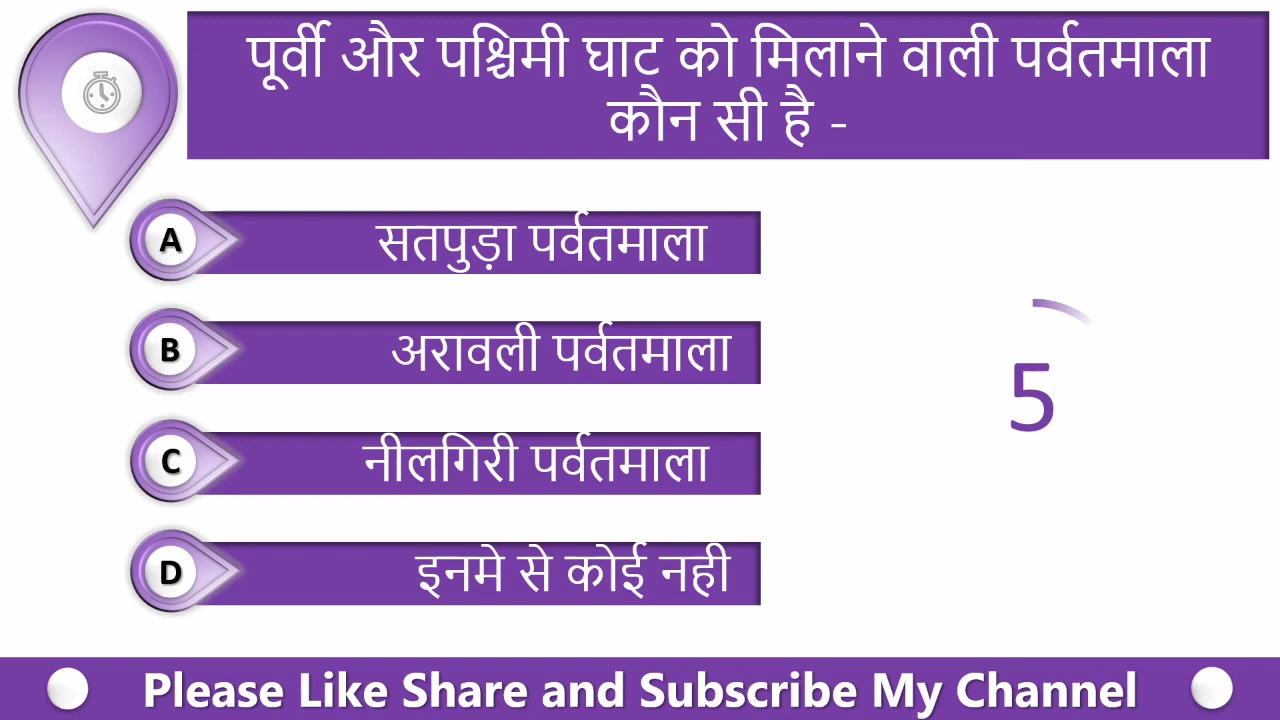 पूर्वी और पश्चिमी घाट को मिलाने वाली पर्वतमाला
कौन सी है -
A
सतपुड़ा पर्वतमाला
B
अरावली पर्वतमाला
5
C
नीलगिरी पर्वतमाला
D
इनमे से कोई नही
Please Like Share and Subscribe My Channel